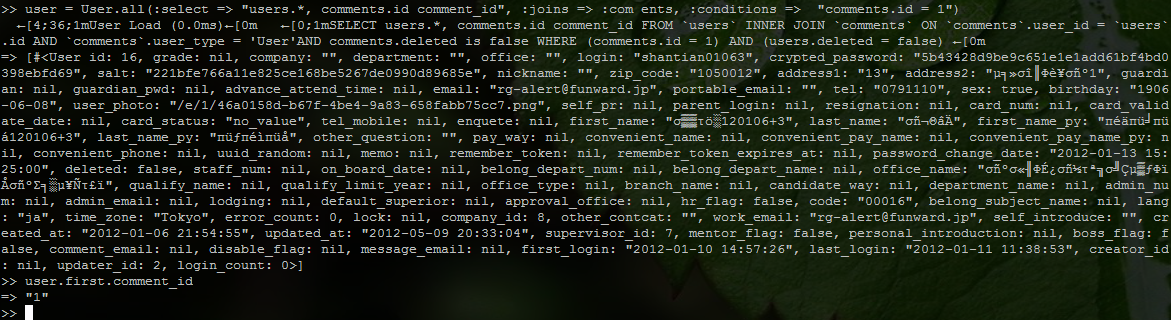 >> user = User.all(:select => "users.*, comments.id comment_id", :joins => :com ents, :conditions =>  "comments.id = 1")
←[4;36;1mUser Load (0.0ms)←[0m   ←[0;1mSELECT users.*, comments.id comment_id FROM `users` INNER JOIN `comments` ON `comments`.user_id = `users`
.id AND `comments`.user_type = 'User'AND comments.deleted is false WHERE (comments.id = 1) AND (users.deleted = false) ←[0m
=> [#<User id: 16, grade: nil, company: "", department: "", office: "", login: "shantian01063", crypted_password: "5b43428d9be9c651e1e1add61bf4bd0
398ebfd69", salt: "221bfe766a11e825ce168be5267de0990d89685e", nickname: "", zip_code: "1050012", address1: "13", address2: "", guardi
an: nil, guardian_pwd: nil, advance_attend_time: nil, email: "rg-alert@funward.jp", portable_email: "", tel: "0791110", sex: true, birthday: "1906
-06-08", user_photo: "/e/1/46a0158d-b67f-4be4-9a83-658fabb75cc7.png", self_pr: nil, parent_login: nil, resignation: nil, card_num: nil, card_valid
ate_date: nil, card_status: "no_value", tel_mobile: nil, enquete: nil, first_name: "120106+3", last_name: "", first_name_py: "
120106+3", last_name_py: "", other_question: "", pay_way: nil, convenient_name: nil, convenient_pay_name: nil, convenient_pay_name_py: n
il, convenient_phone: nil, uuid_random: nil, memo: nil, remember_token: nil, remember_token_expires_at: nil, password_change_date: "2012-01-13 15:
25:00", deleted: false, staff_num: nil, on_board_date: nil, belong_depart_num: nil, belong_depart_name: nil, office_name: "
", qualify_name: nil, qualify_limit_year: nil, office_type: nil, branch_name: nil, candidate_way: nil, department_name: nil, admin_nu
m: nil, admin_email: nil, lodging: nil, default_superior: nil, approval_office: nil, hr_flag: false, code: "00016", belong_subject_name: nil, lang
: "ja", time_zone: "Tokyo", error_count: 0, lock: nil, company_id: 8, other_contcat: "", work_email: "rg-alert@funward.jp", self_introduce: "", cr
eated_at: "2012-01-06 21:54:55", updated_at: "2012-05-09 20:33:04", supervisor_id: 7, mentor_flag: false, personal_introduction: nil, boss_flag: f
alse, comment_email: nil, disable_flag: nil, message_email: nil, first_login: "2012-01-10 14:57:26", last_login: "2012-01-11 11:38:53", creator_id
: nil, updater_id: 2, login_count: 0>]
>> user.first.comment_id
=> "1"
>>